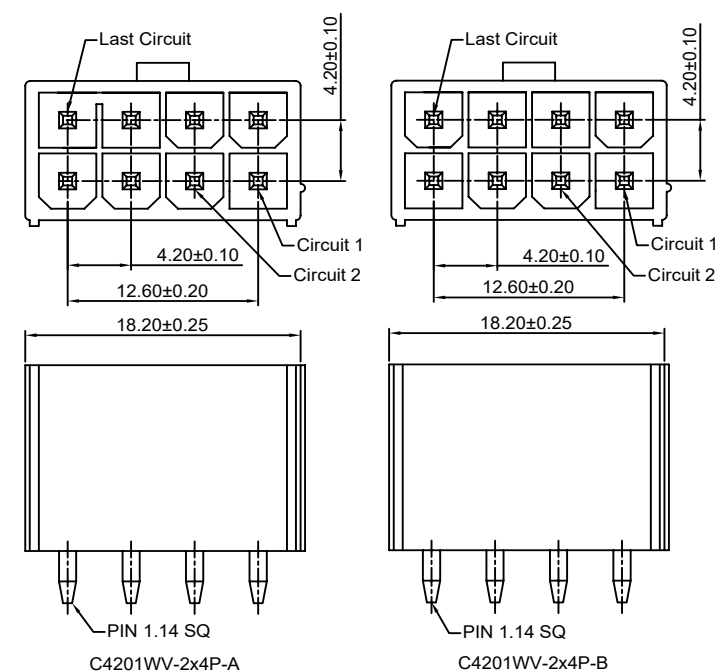 Last Circuit
4.20±0.10
Circuit 1
4.20±0.10
Circuit 2
12.60±0.20
18.20±0.25
PIN 1.14 SQ
C4201WV-2x4P-A
Last Circuit
4.20±0.10
Circuit 1
4.20±0.10
Circuit 2
12.60±0.20
18.20±0.25
PIN 1.14 SQ
C4201WV-2x4P-B